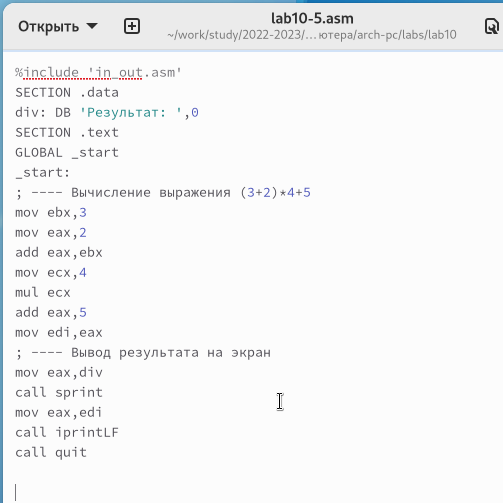 Открыть
lab10-5.asm
~/work/study/2022-2023/…ютера/arch-pc/labs/lab10
%include 'in_out.asm'
SECTION .data
div: DB 'Результат: ',0
SECTION .text
GLOBAL _start
_start:
; ---- Вычисление выражения (3+2)*4+5
mov ebx,3
mov eax,2
add eax,ebx
mov ecx,4
mul ecx
add eax,5
mov edi,eax
; ---- Вывод результата на экран
mov eax,div
call sprint
mov eax,edi
call iprintLF
call quit